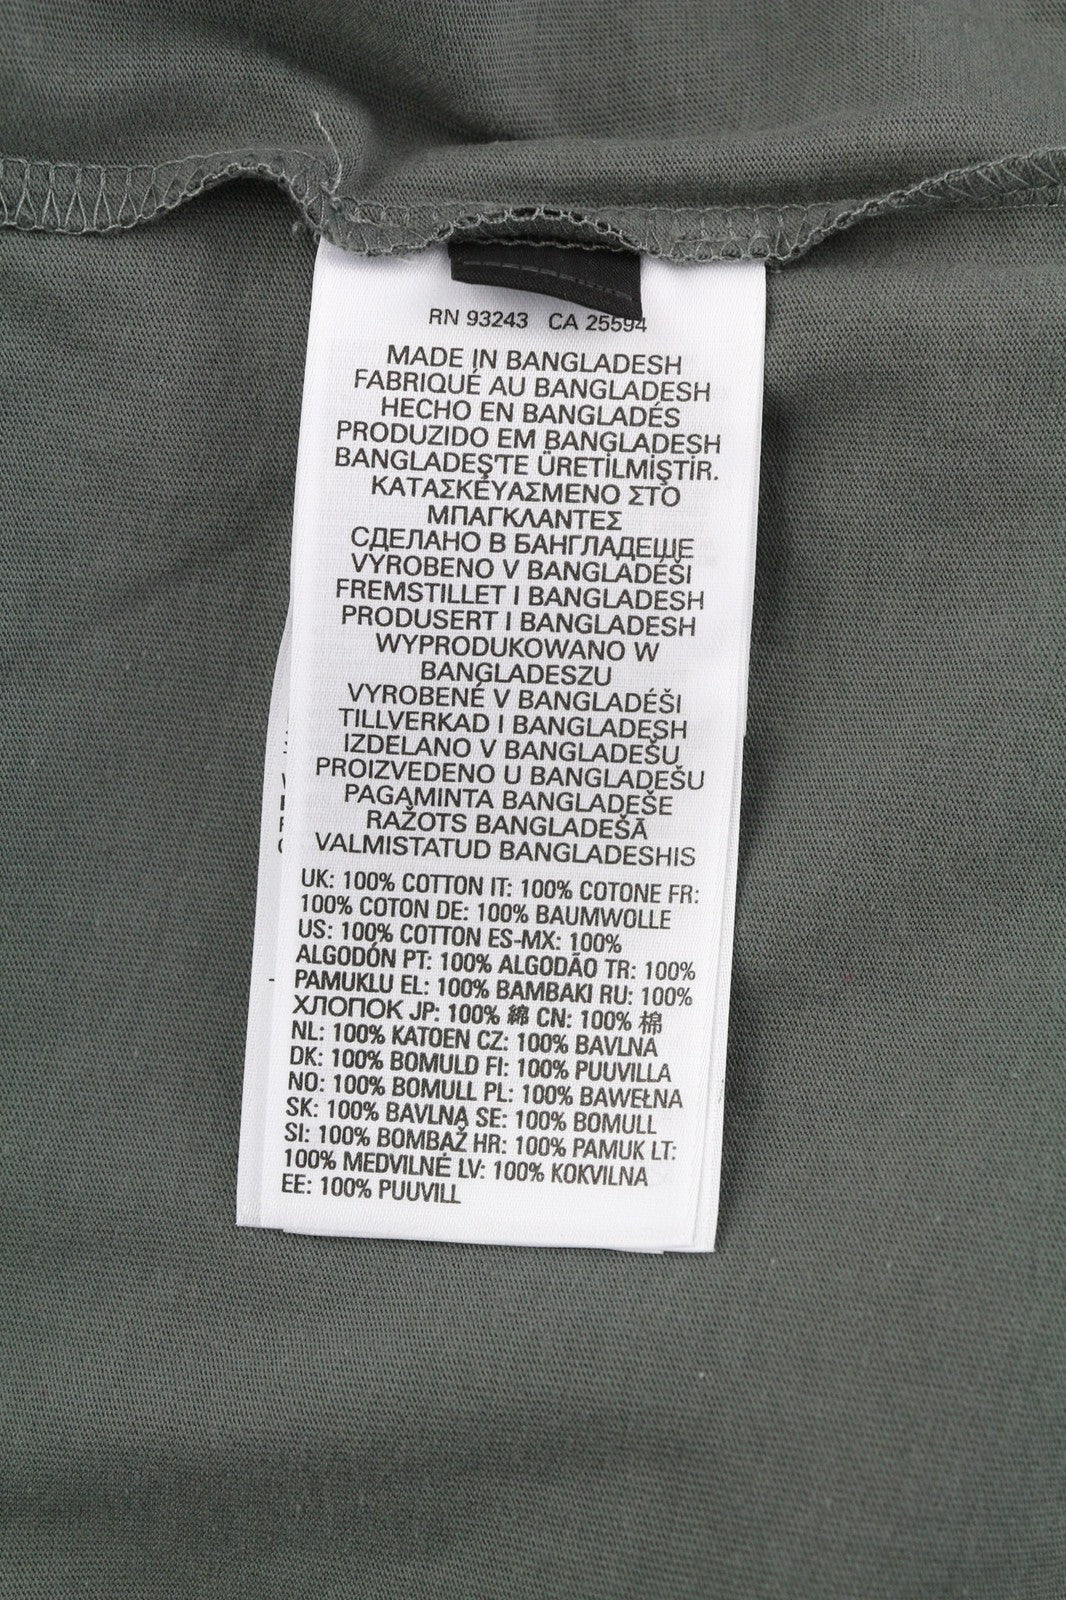 RN 93243 CA 25594
MADE IN BANGLADESH
FABRIQUÉ AU BANGLADESH
HECHO EN BANGLADÉS
PRODUZIDO EM BANGLADESH
BANGLADEŞ'TE ÜRETİLMİŞTİR.
ΚΑΤΑΣΚΕΥΑΣΜΕΝΟ ΣΤΟ
ΜΠΑΓΚΛΑΝΤΕΣ
СДЕЛАНО В БАНГЛАДЕШЕ
VYROBENO V BANGLADÉŠI
FREMSTILLET I BANGLADESH
PRODUSERT I BANGLADESH
WYPRODUKOWANO W
BANGLADESZU
VYROBENÉ V BANGLADÉŠI
TILLVERKAD I BANGLADESH
IZDELANO V BANGLADEŠU
PROIZVEDENO U BANGLADEŠU
PAGAMINTA BANGLADEŠE
RAŽOTS BANGLADEŠĀ
VALMISTATUD BANGLADESHIS
UK: 100% COTTON IT: 100% COTONE FR:
100% COTON DE: 100% BAUMWOLLE
US: 100% COTTON ES-MX: 100%
ALGODÓN PT: 100% ALGODÃO TR: 100%
PAMUKLU EL: 100% BAMBAKI RU: 100%
ХЛОПОК JP: 100% 綿 CN: 100% 棉
NL: 100% KATOEN CZ: 100% BAVLNA
DK: 100% BOMULD FI: 100% PUUVILLA
NO: 100% BOMULL PL: 100% BAWEŁNA
SK: 100% BAVLNA SE: 100% BOMULL
SI: 100% BOMBAŽ HR: 100% PAMUK LT:
100% MEDVILNĖ LV: 100% KOKVILNA
EE: 100% PUUVILL